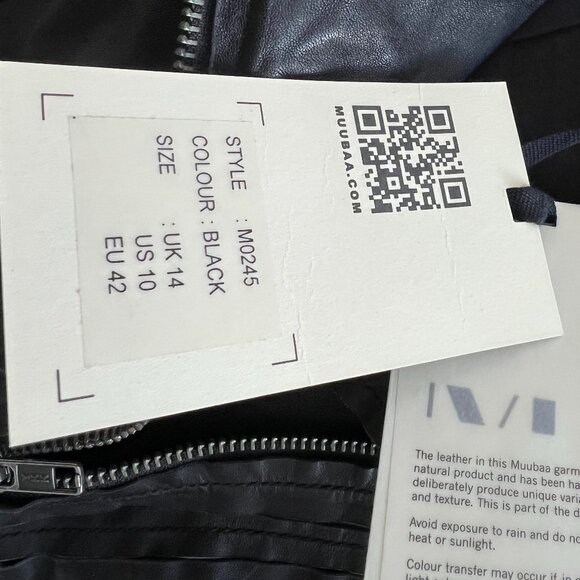 STYLE : M0245
COLOUR : BLACK
SIZE : UK 14
US 10
EU 42
MUUBAA.COM
The leather in this Muubaa garm
natural product and has been ha
deliberately produce unique varia
and texture. This is part of the d
Avoid exposure to rain and do no
heat or sunlight.
Colour transfer may occur if in